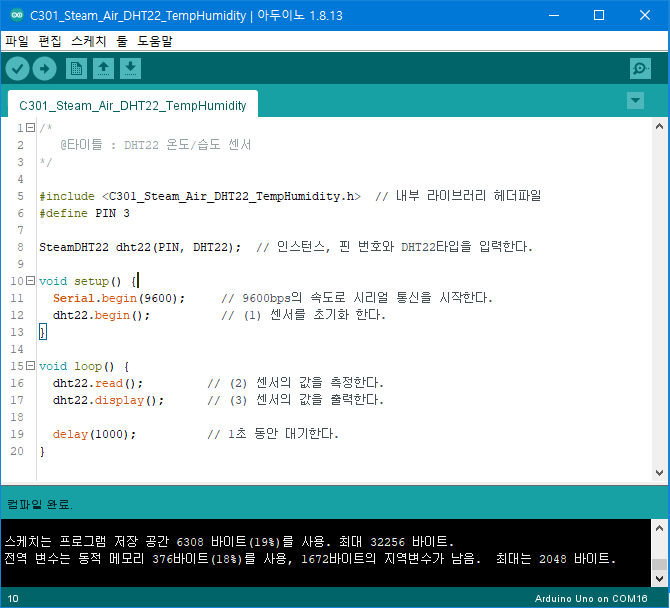 C301_Steam_Air_DHT22_TempHumidity | 아두이노 1.8.13
파일 편집 스케치 툴 도움말
C301_Steam_Air_DHT22_TempHumidity
1 /*
2 @타이틀 : DHT22 온도/습도 센서
3 */
4
5 #include <C301_Steam_Air_DHT22_TempHumidity.h> // 내부 라이브러리 헤더파일
6 #define PIN 3
7
8 SteamDHT22 dht22(PIN, DHT22); // 인스턴스, 핀 번호와 DHT22타입을 입력한다.
9
10 void setup() {
11 Serial.begin(9600); // 9600bps의 속도로 시리얼 통신을 시작한다.
12 dht22.begin(); // (1) 센서를 초기화 한다.
13 }
14
15 void loop() {
16 dht22.read(); // (2) 센서의 값을 측정한다.
17 dht22.display(); // (3) 센서의 값을 출력한다.
18
19 delay(1000); // 1초 동안 대기한다.
20 }
컴파일 완료.
스케치는 프로그램 저장 공간 6308 바이트(19%)를 사용. 최대 32256 바이트.
전역 변수는 동적 메모리 376바이트(18%)를 사용, 1672바이트의 지역변수가 남음. 최대는 2048 바이트.
10 Arduino Uno on COM16